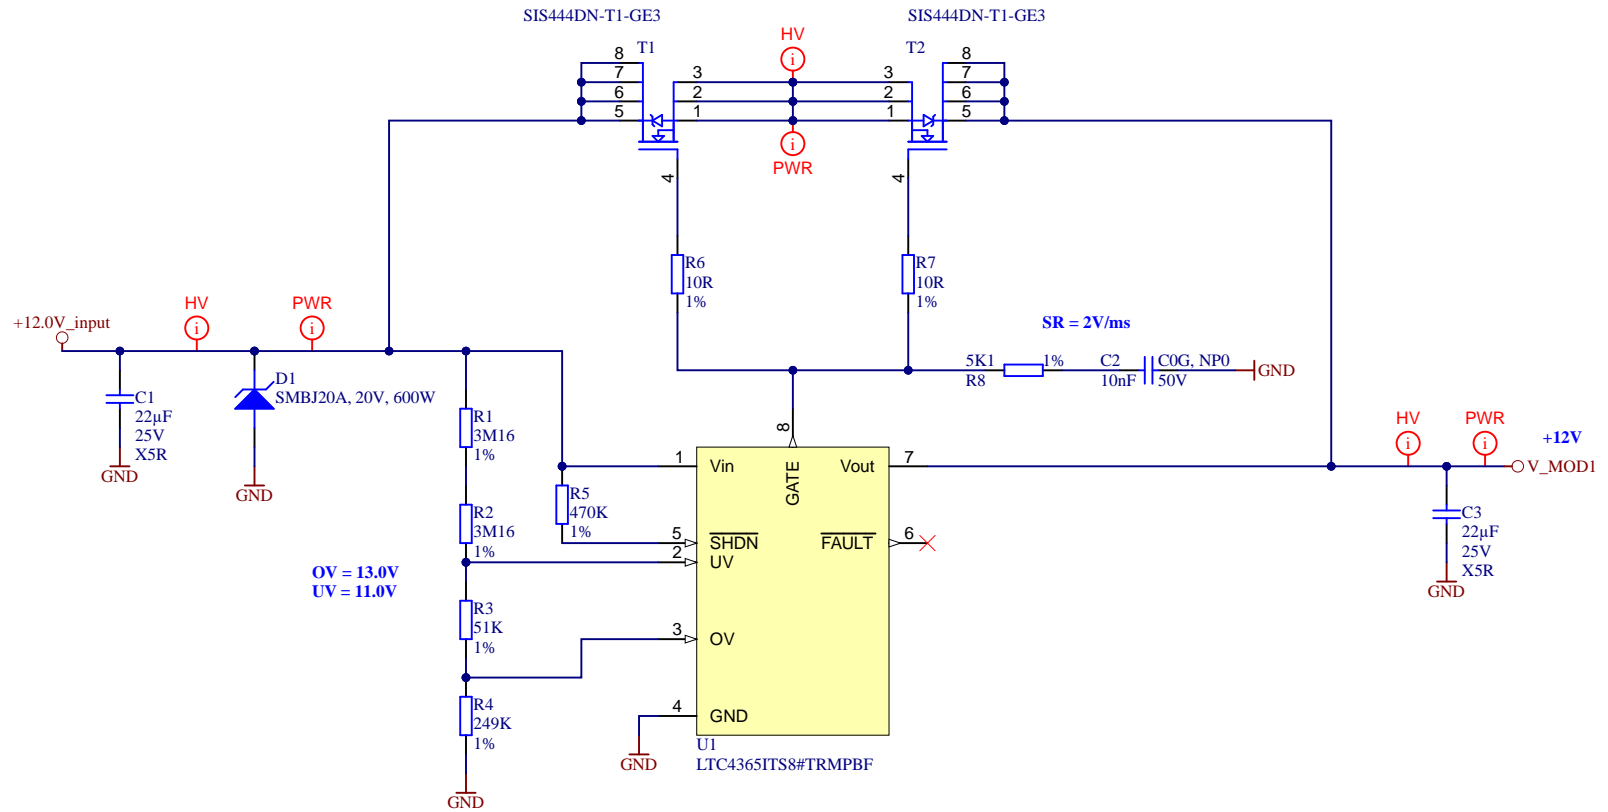 SIS444DN-T1-GE3
SIS444DN-T1-GE3
T1
HV
T2
8
7
6
5
3
2
1
3
2
1
8
7
6
5
i
i
PWR
4
4
R6
10R
1%
R7
10R
1%
HV
PWR
+12.0V_input
i
i
SR = 2V/ms
5K1
R8
1%
C2
10nF
C0G, NP0
50V
GND
D1
SMBJ20A, 20V, 600W
C1
22µF
25V
X5R
GND
GND
R1
3M16
1%
R2
3M16
1%
R5
470K
1%
OV = 13.0V
UV = 11.0V
R3
51K
1%
R4
249K
1%
GND
8
GATE
1
Vin
Vout
7
5
SHDN
FAULT
6
2
UV
3
OV
4
GND
GND
U1
LTC4365ITS8#TRMPBF
HV
PWR
i
i
+12V
V_MOD1
C3
22µF
25V
X5R
GND